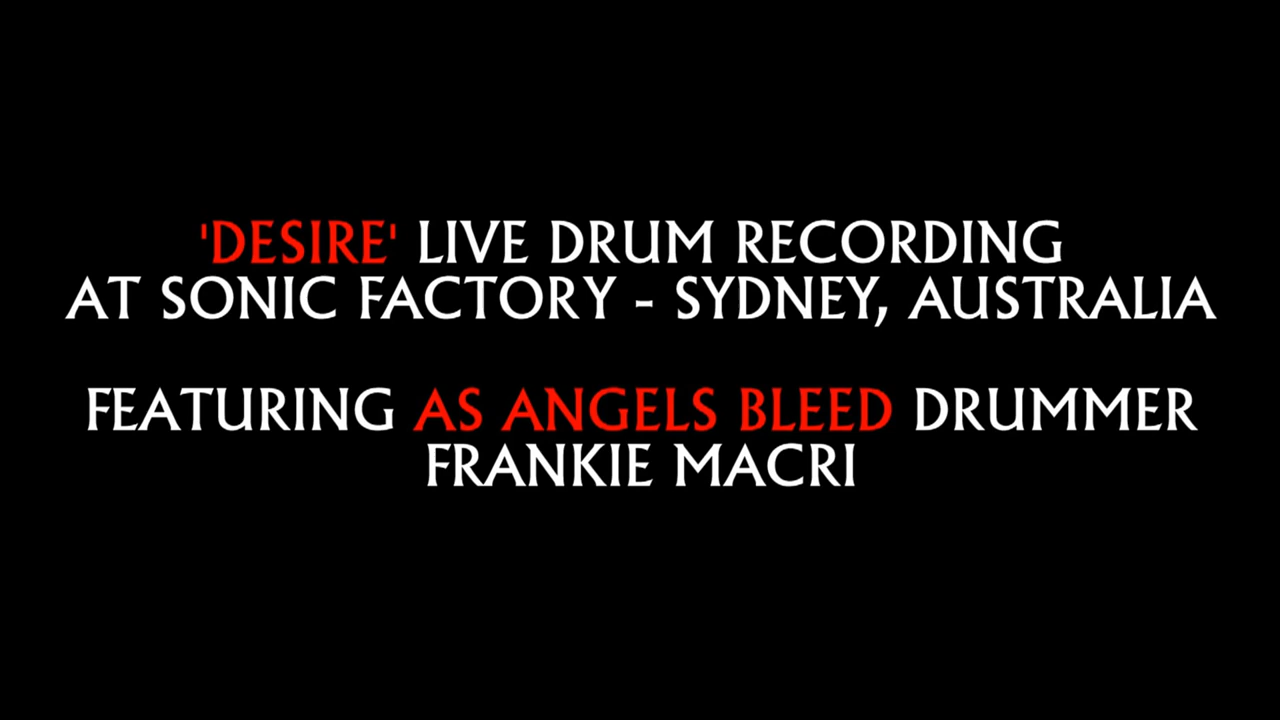 'DESIRE' LIVE DRUM RECORDING
AT SONIC FACTORY - SYDNEY, AUSTRALIA
FEATURING AS ANGELS BLEED DRUMMER
FRANKIE MACRI